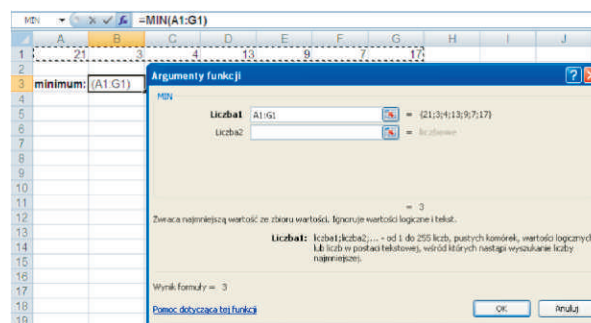 MIN =MIN(A1:G1)
A B C D E F G H I J
1 21 3 4 13 9 7 17
2
3 minimum: (A1:G1)
4
5
6
7
8
9
10
11
12
13
14
15
16
17
18
19
Argumenty funkcji
MIN
Liczba1 A1:G1 = {21;3;4;13;9;7;17}
Liczba2 = liczbowe
= 3
Zwraca najmniejszą wartość ze zbioru wartości. Ignoruje wartości logiczne i tekst.
Liczba1: liczba1;liczba2;... - od 1 do 255 liczb, pustych komórek, wartości logicznych
lub liczb w postaci tekstowej, wśród których nastąpi wyszukanie liczby
najmniejszej.
Wynik formuły = 3
Pomoc dotycząca tej funkcji
OK Anuluj